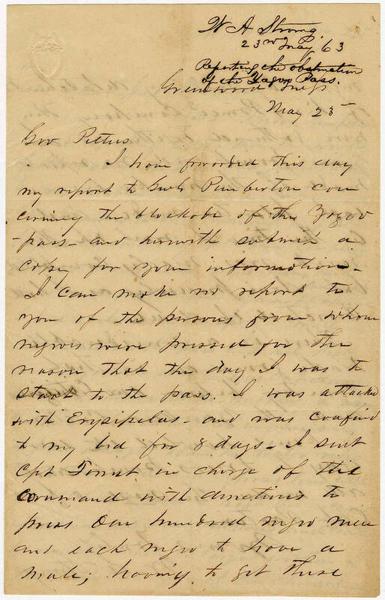 W A Strong
23rd May '63
Reporting the obstruction
of the Yazoo Pass.
Greenwood Miss
May 25
Gov Pettus
I have forwarded this day
my report to Genl Pemberton con
cerning the blockade of the Yazoo
-pass- and herewith submit a
copy for your information-
I can make no report to
you of the persons from whom
negroes were pressed for the
reason that the day I was to
start to the pass. I was attacked
with Erysipelas- and was confined
to my bed for 8 days- I sent
Cpt in charge of the
command with directions to
press One hundred negro men
and each negro to have a
mule; hoping to get these